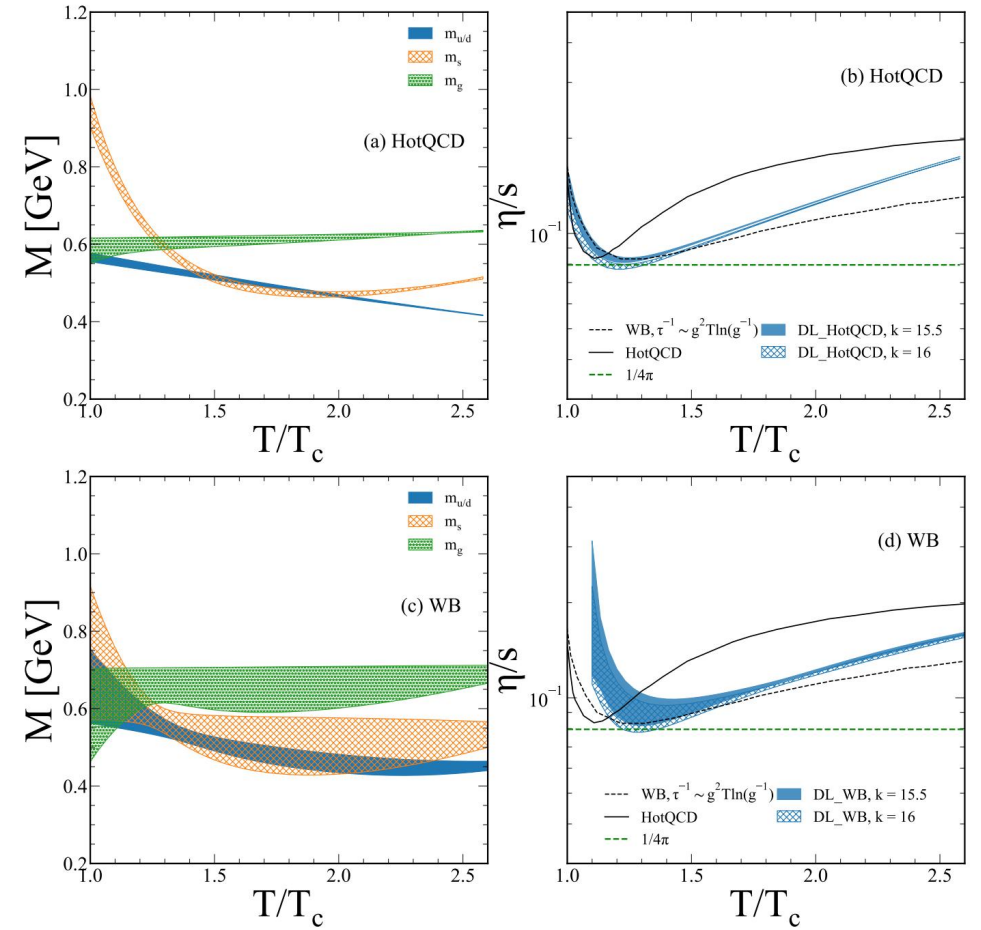 1.2
1.0
0.8
0.6
0.4
0.2
M [GeV]
m_{u/d}
m_s
m_g
(a) HotQCD
1.0 1.5 2.0 2.5
T/T_c
(b) HotQCD
η/s
10^{-1}
WB, τ^{-1} ~ g^2Tln(g^{-1})
HotQCD
1/4π
DL_HotQCD, k = 15.5
DL_HotQCD, k = 16
1.0 1.5 2.0 2.5
T/T_c
1.2
1.0
0.8
0.6
0.4
0.2
M [GeV]
m_{u/d}
m_s
m_g
(c) WB
1.0 1.5 2.0 2.5
T/T_c
(d) WB
η/s
10^{-1}
WB, τ^{-1} ~ g^2Tln(g^{-1})
HotQCD
1/4π
DL_WB, k = 15.5
DL_WB, k = 16
1.0 1.5 2.0 2.5
T/T_c